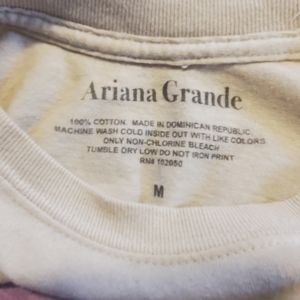 Ariana Grande
100% COTTON. MADE IN DOMINICAN REPUBLIC.
MACHINE WASH COLD INSIDE OUT WITH LIKE COLORS
ONLY NON-CHLORINE BLEACH
TUMBLE DRY LOW DO NOT IRON PRINT
RN# 102050
M